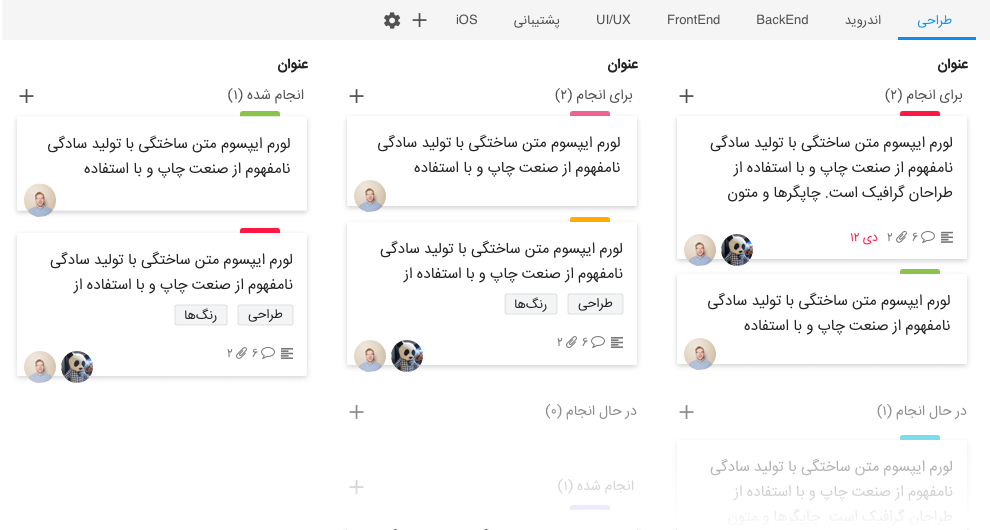 طراحی اندروید BackEnd FrontEnd UI/UX پشتیبانی iOS
عنوان
برای انجام (۲)
لورم ایپسوم متن ساختگی با تولید سادگی
نامفهوم از صنعت چاپ و با استفاده از
طراحان گرافیک است. چاپگرها و متون
۶ ۲ دی ۱۲
لورم ایپسوم متن ساختگی با تولید سادگی
نامفهوم از صنعت چاپ و با استفاده
در حال انجام (۱)
لورم ایپسوم متن ساختگی با تولید سادگی
نامفهوم از صنعت چاپ و با استفاده از
طراحان گرافیک است. چاپگرها و متون
عنوان
برای انجام (۲)
لورم ایپسوم متن ساختگی با تولید سادگی
نامفهوم از صنعت چاپ و با استفاده
لورم ایپسوم متن ساختگی با تولید سادگی
نامفهوم از صنعت چاپ و با استفاده از
طراحی رنگ‌ها
۶ ۲
در حال انجام (۰)
انجام شده (۱)
عنوان
انجام شده (۱)
لورم ایپسوم متن ساختگی با تولید سادگی
نامفهوم از صنعت چاپ و با استفاده
لورم ایپسوم متن ساختگی با تولید سادگی
نامفهوم از صنعت چاپ و با استفاده از
طراحی رنگ‌ها
۶ ۲